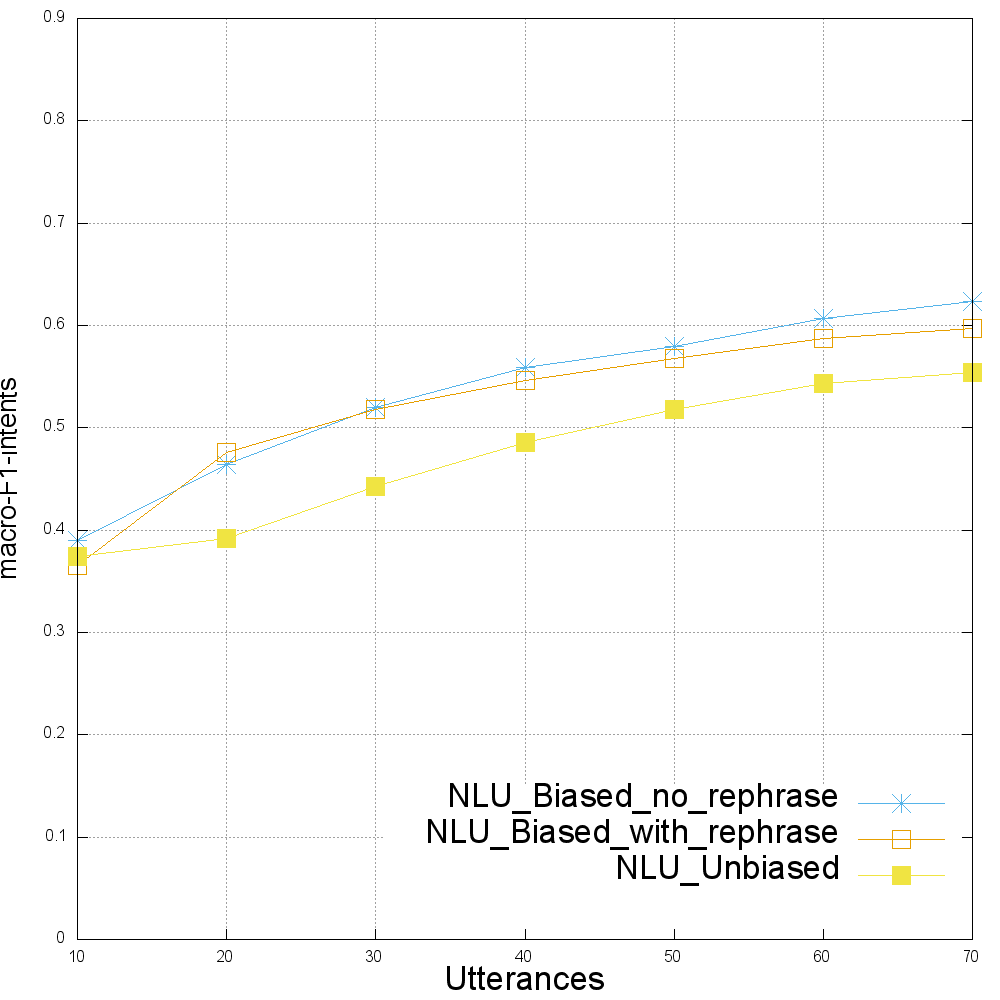 0.9
0.8
0.7
0.6
0.5
0.4
0.3
0.2
0.1
0
macro-F1-intents
NLU_Biased_no_rephrase
NLU_Biased_with_rephrase
NLU_Unbiased
10 20 30 40 50 60 70
Utterances